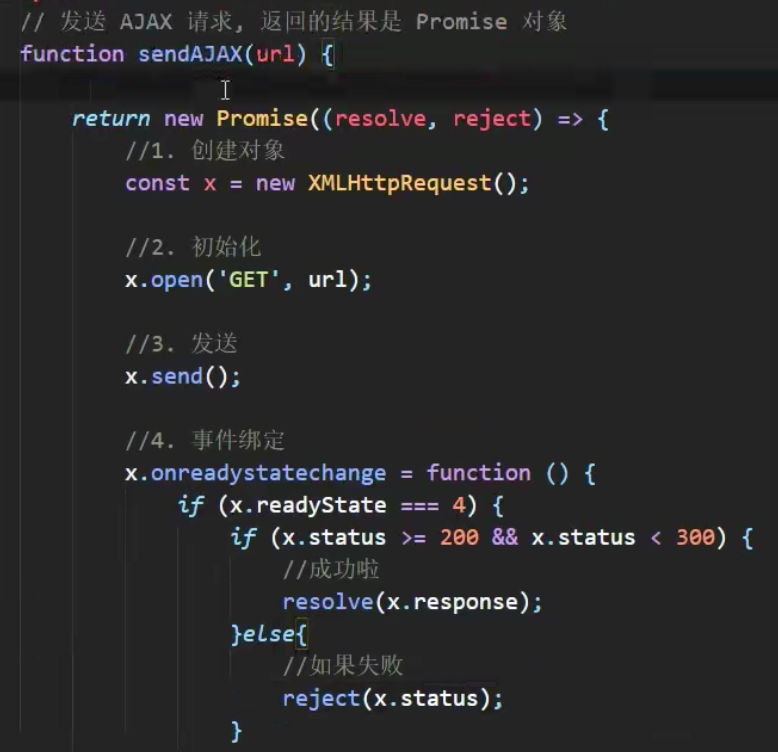 // 发送 AJAX 请求, 返回的结果是 Promise 对象
function sendAJAX(url) {
return new Promise((resolve, reject) => {
//1. 创建对象
const x = new XMLHttpRequest();
//2. 初始化
x.open('GET', url);
//3. 发送
x.send();
//4. 事件绑定
x.onreadystatechange = function () {
if (x.readyState === 4) {
if (x.status >= 200 && x.status < 300) {
//成功啦
resolve(x.response);
}else{
//如果失败
reject(x.status);
}